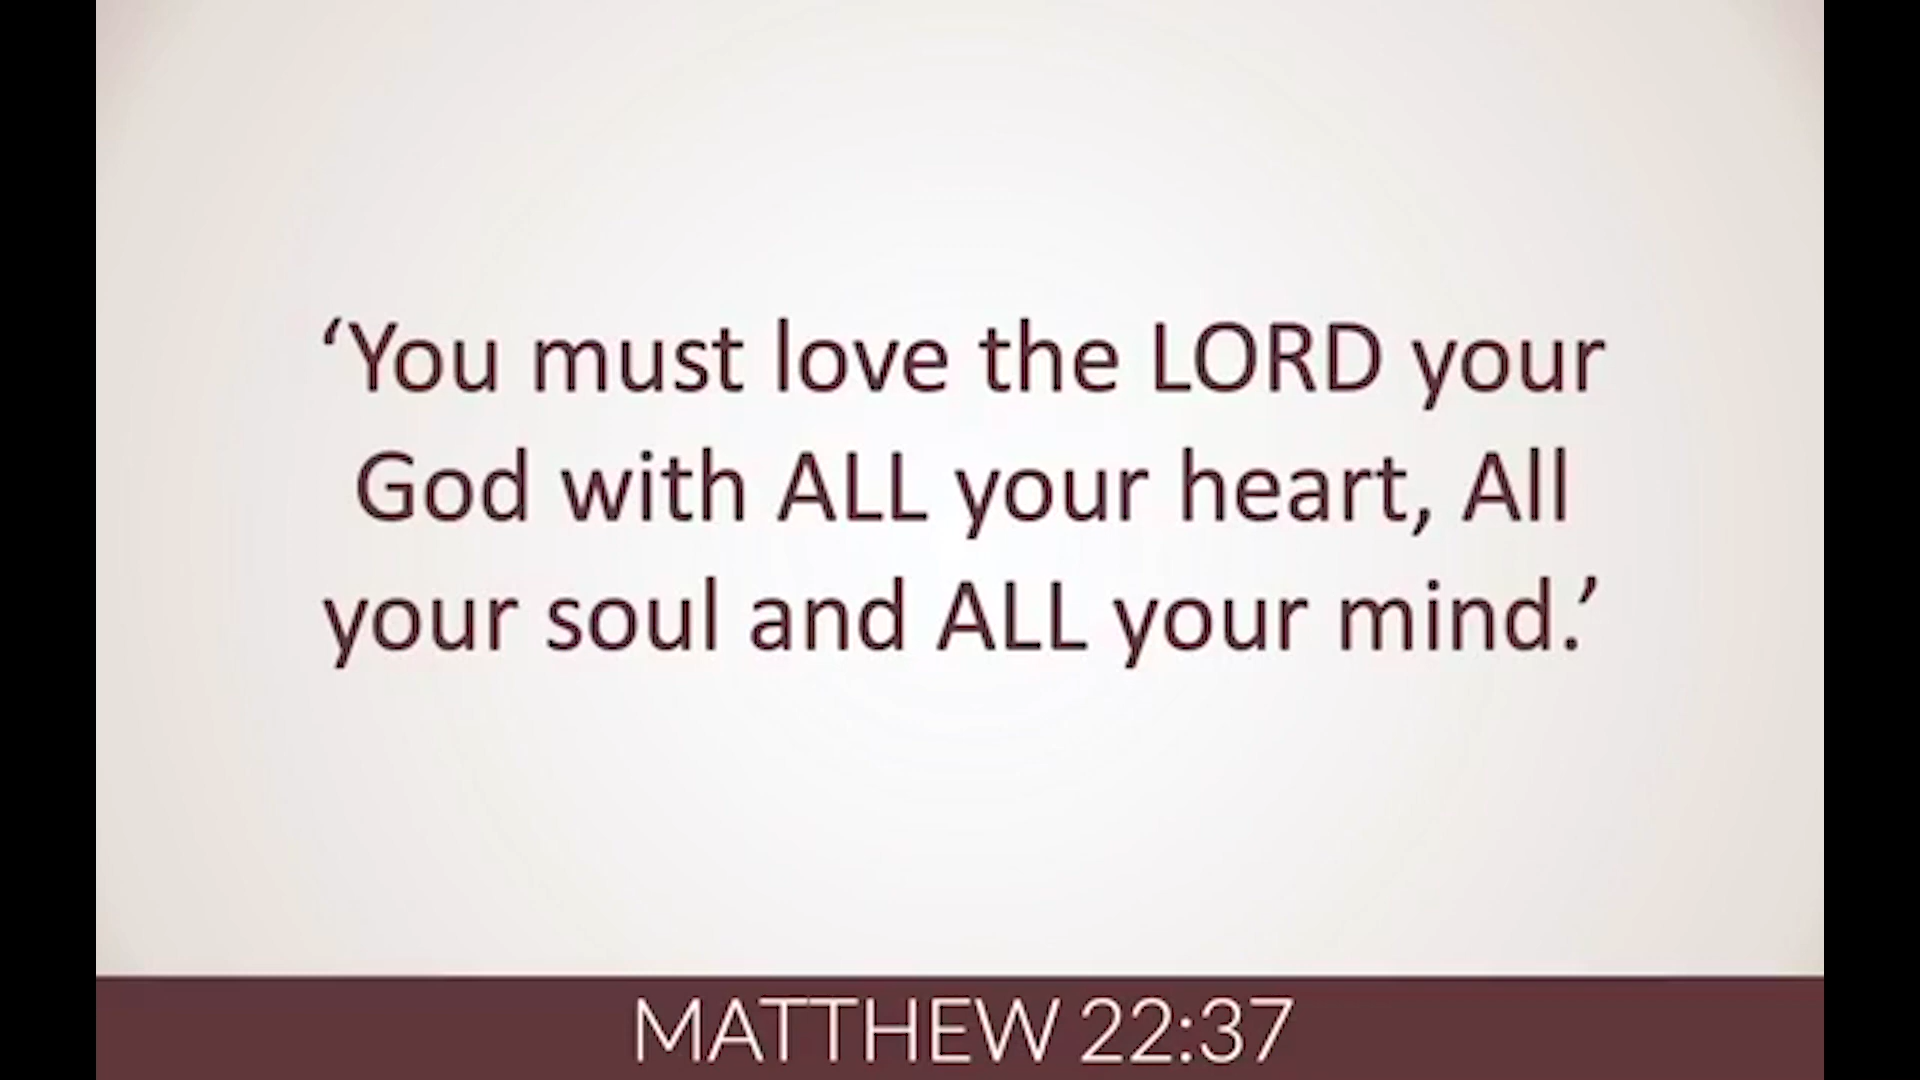 ‘You must love the LORD your
God with ALL your heart, All
your soul and ALL your mind.’
MATTHEW 22:37